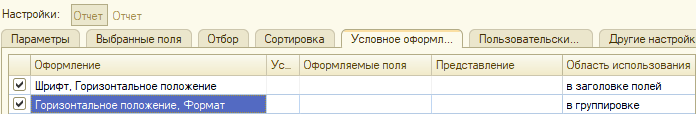 Настройки: Отчет Отчет
Параметры Выбранные поля Отбор Сортировка Условное оформл... Пользовательски... Другие настройк
Оформление Ус... Оформляемые поля Представление Область использования
Шрифт, Горизонтальное положение в заголовке полей
Горизонтальное положение, Формат в группировке